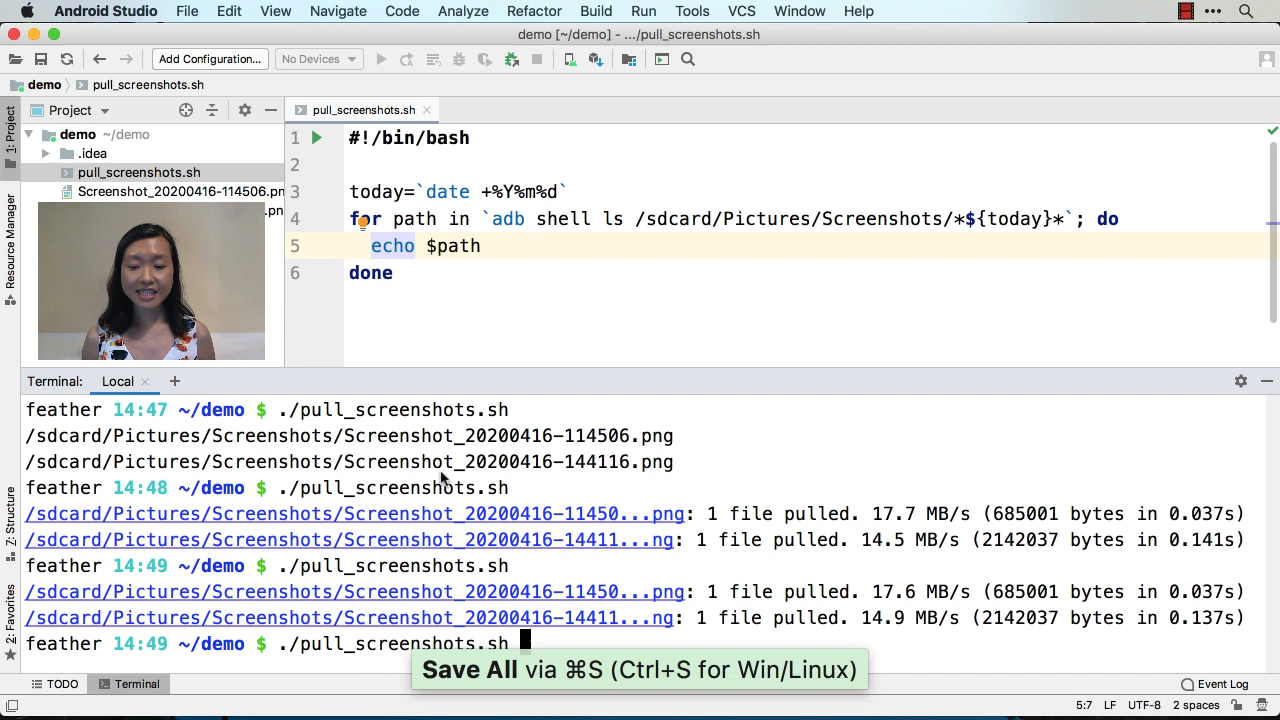 Android Studio File Edit View Navigate Code Analyze Refactor Build Run Tools VCS Window Help
demo [~/demo] - .../pull_screenshots.sh
Add Configuration... No Devices
demo pull_screenshots.sh
1: Project
Project
pull_screenshots.sh
demo ~/demo
.idea
pull_screenshots.sh
Screenshot_20200416-114506.pn
.pn
Resource Manager
1 #!/bin/bash
2
3 today=`date +%Y%m%d`
4 for path in `adb shell ls /sdcard/Pictures/Screenshots/*${today}*`; do
5 echo $path
6 done
Terminal: Local
feather 14:47 ~/demo $ ./pull_screenshots.sh
/sdcard/Pictures/Screenshots/Screenshot_20200416-114506.png
/sdcard/Pictures/Screenshots/Screenshot_20200416-144116.png
feather 14:48 ~/demo $ ./pull_screenshots.sh
/sdcard/Pictures/Screenshots/Screenshot_20200416-11450...png: 1 file pulled. 17.7 MB/s (685001 bytes in 0.037s)
/sdcard/Pictures/Screenshots/Screenshot_20200416-14411...ng: 1 file pulled. 14.5 MB/s (2142037 bytes in 0.141s)
feather 14:49 ~/demo $ ./pull_screenshots.sh
/sdcard/Pictures/Screenshots/Screenshot_20200416-11450...png: 1 file pulled. 17.6 MB/s (685001 bytes in 0.037s)
/sdcard/Pictures/Screenshots/Screenshot_20200416-14411...ng: 1 file pulled. 14.9 MB/s (2142037 bytes in 0.137s)
feather 14:49 ~/demo $ ./pull_screenshots.sh
Z: Structure
2: Favorites
Save All via ⌘S (Ctrl+S for Win/Linux)
TODO Terminal Event Log
5:7 LF UTF-8 2 spaces